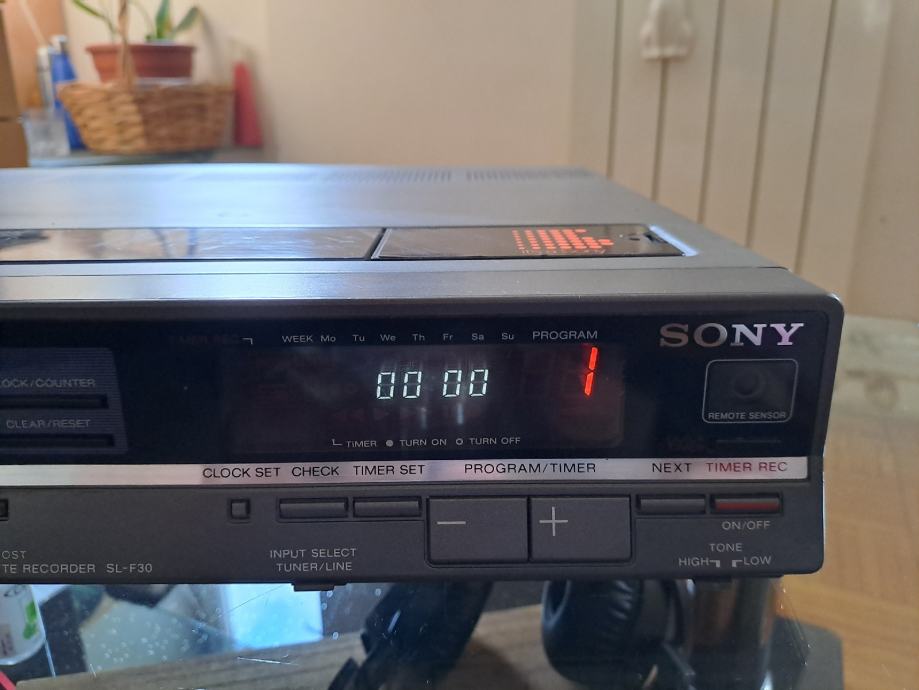 WEEK Mo Tu We Th Fr Sa Su PROGRAM
SONY
00 00
1
LOCK/COUNTER
CLEAR/RESET
REMOTE SENSOR
TIMER TURN ON TURN OFF
CLOCK SET CHECK TIMER SET PROGRAM/TIMER NEXT TIMER REC
− +
ON/OFF
INPUT SELECT
TUNER/LINE
TONE
HIGH LOW
OST
TE RECORDER SL-F30